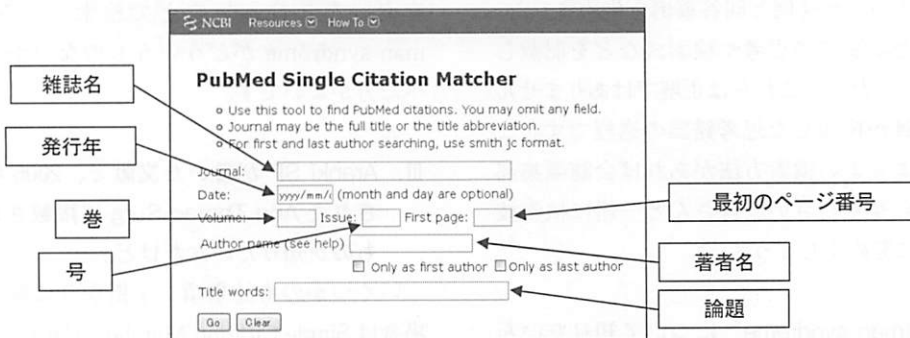 NCBI Resources How To
PubMed Single Citation Matcher
Use this tool to find PubMed citations. You may omit any field.
Journal may be the full title or the title abbreviation.
For first and last author searching, use smith jc format.
Journal:
Date: yyyy/mm/ (month and day are optional)
Volume: Issue: First page:
Author name (see help)
Only as first author Only as last author
Title words:
Go Clear
雑誌名
発行年
巻
号
最初のページ番号
著者名
論題